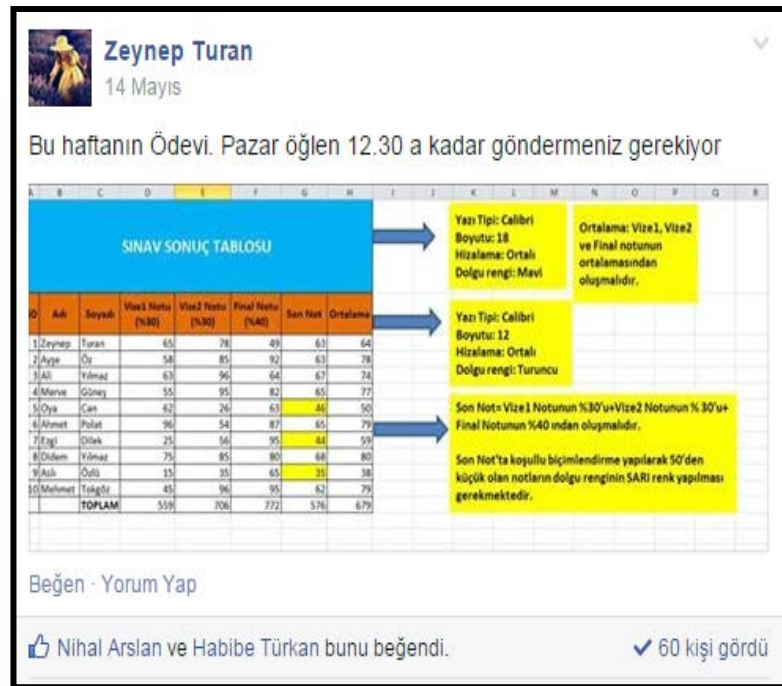 Zeynep Turan
14 Mayıs
Bu haftanın Ödevi. Pazar öğlen 12.30 a kadar göndermeniz gerekiyor
A B C D E F G H I J K L M N O P Q R
SINAV SONUÇ TABLOSU
Yazı Tipi: Calibri
Boyutu: 18
Hizalama: Ortalı
Dolgu rengi: Mavi
Ortalama: Vize1, Vize2
ve Final notunun
ortalamasından
oluşmalıdır.
NO Adı Soyadı Vize1 Notu (%30) Vize2 Notu (%30) Final Notu (%40) Son Not Ortalama
1 Zeynep Turan 65 78 49 63 64
2 Ayşe Öz 58 85 92 63 78
3 Ali Yılmaz 63 96 64 67 74
4 Merve Güneş 55 95 82 65 77
5 Oya Can 62 26 63 46 50
6 Ahmet Polat 96 54 87 65 79
7 Ezgi Dilek 25 56 95 44 59
8 Didem Yılmaz 75 85 80 68 80
9 Aslı Özlü 15 35 65 35 38
10 Mehmet Tokgöz 45 96 95 62 79
TOPLAM 559 706 772 576 679
Yazı Tipi: Calibri
Boyutu: 12
Hizalama: Ortalı
Dolgu rengi: Turuncu
Son Not= Vize1 Notunun %30'u+Vize2 Notunun % 30'u+
Final Notunun %40 ından oluşmalıdır.
Son Not'ta koşullu biçimlendirme yapılarak 50'den
küçük olan notların dolgu renginin SARI renk yapılması
gerekmektedir.
Beğen · Yorum Yap
Nihal Arslan ve Habibe Türkan bunu beğendi.
60 kişi gördü